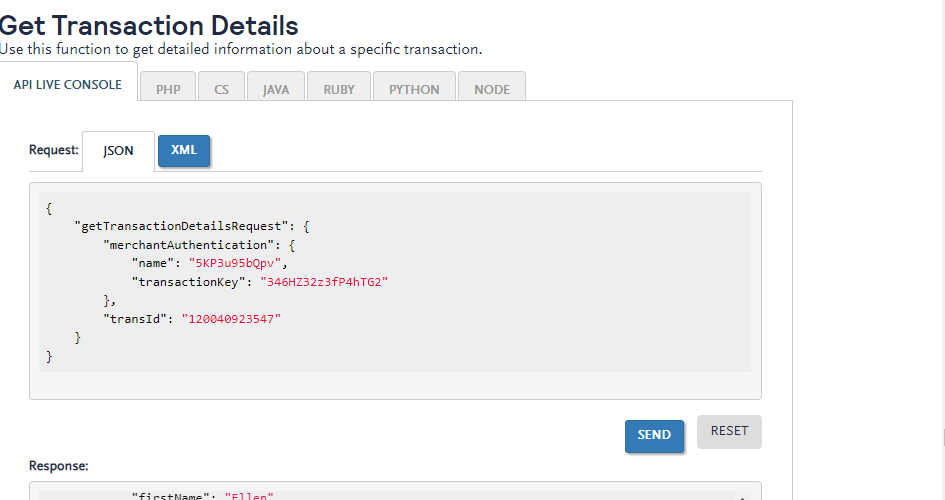 Get Transaction Details
Use this function to get detailed information about a specific transaction.
API LIVE CONSOLE PHP CS JAVA RUBY PYTHON NODE
Request: JSON XML
{
"getTransactionDetailsRequest": {
"merchantAuthentication": {
"name": "5KP3u95bQpv",
"transactionKey": "346HZ32z3fP4hTG2"
},
"transId": "120040923547"
}
}
SEND RESET
Response:
"firstName": "Ellen"